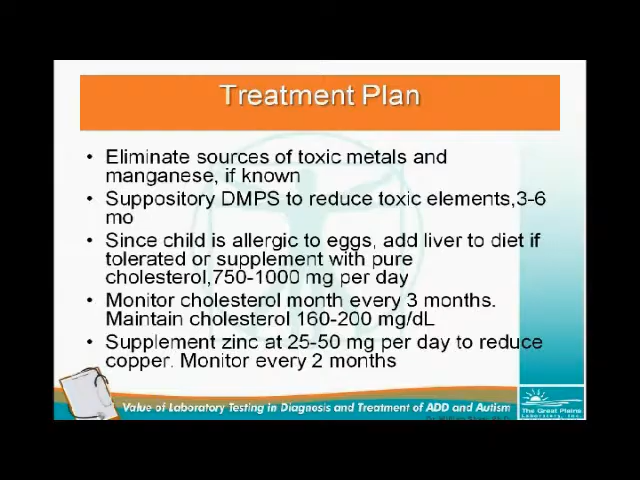 Treatment Plan
• Eliminate sources of toxic metals and
manganese, if known
• Suppository DMPS to reduce toxic elements,3-6
mo
• Since child is allergic to eggs, add liver to diet if
tolerated or supplement with pure
cholesterol,750-1000 mg per day
• Monitor cholesterol month every 3 months.
Maintain cholesterol 160-200 mg/dL
• Supplement zinc at 25-50 mg per day to reduce
copper. Monitor every 2 months
Value of Laboratory Testing in Diagnosis and Treatment of ADD and Autism
The Great Plains
Laboratory, Inc.